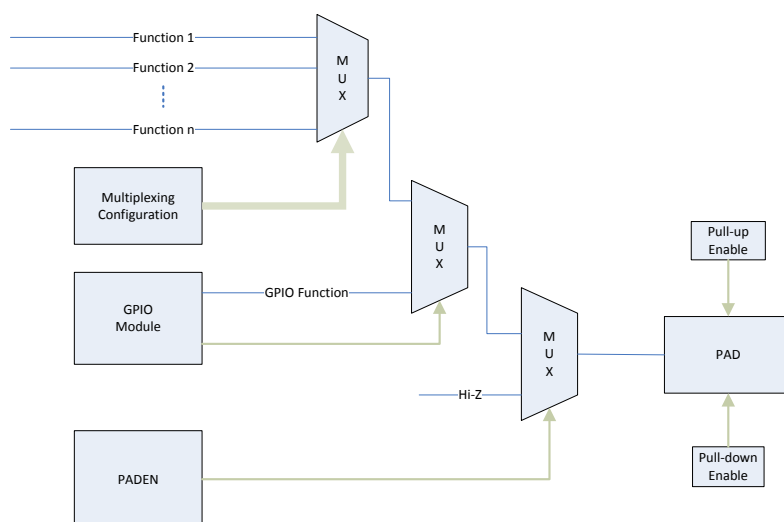 Function 1
Function 2
Function n
M
U
X
Multiplexing
Configuration
M
U
X
Pull-up
Enable
GPIO
Module
GPIO Function
M
U
X
PAD
Hi-Z
PADEN
Pull-down
Enable